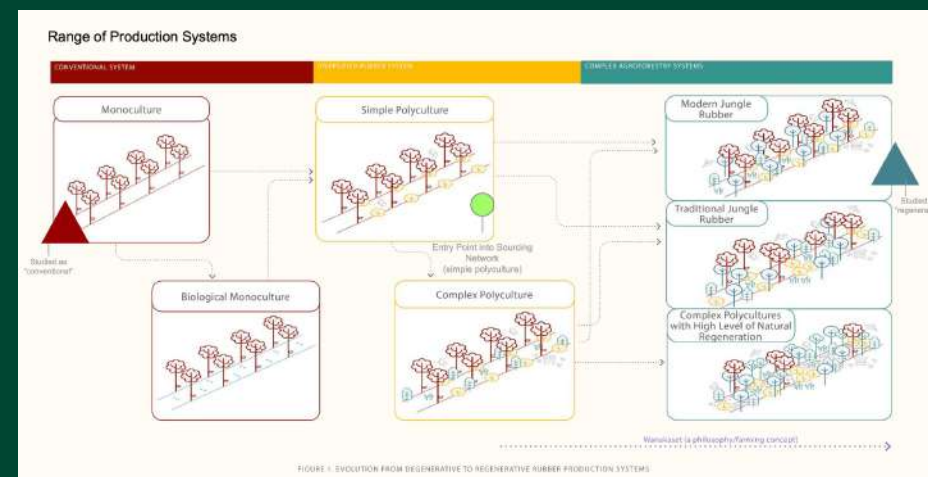 Range of Production Systems
CONVENTIONAL SYSTEM
COMPLEX AGROFORESTRY SYSTEMS
Monoculture
Simple Polyculture
Modern Jungle
Rubber
Studied as
"conventional"
Studied
"regenera
Traditional Jungle
Rubber
Entry Point into Sourcing
Network
(simple polyculture)
Biological Monoculture
Complex Polyculture
Complex Polycultures
with High Level of Natural
Regeneration
Wanakaset (a philosophy/farming concept)
FIGURE 1. EVOLUTION FROM DEGENERATIVE TO REGENERATIVE RUBBER PRODUCTION SYSTEMS